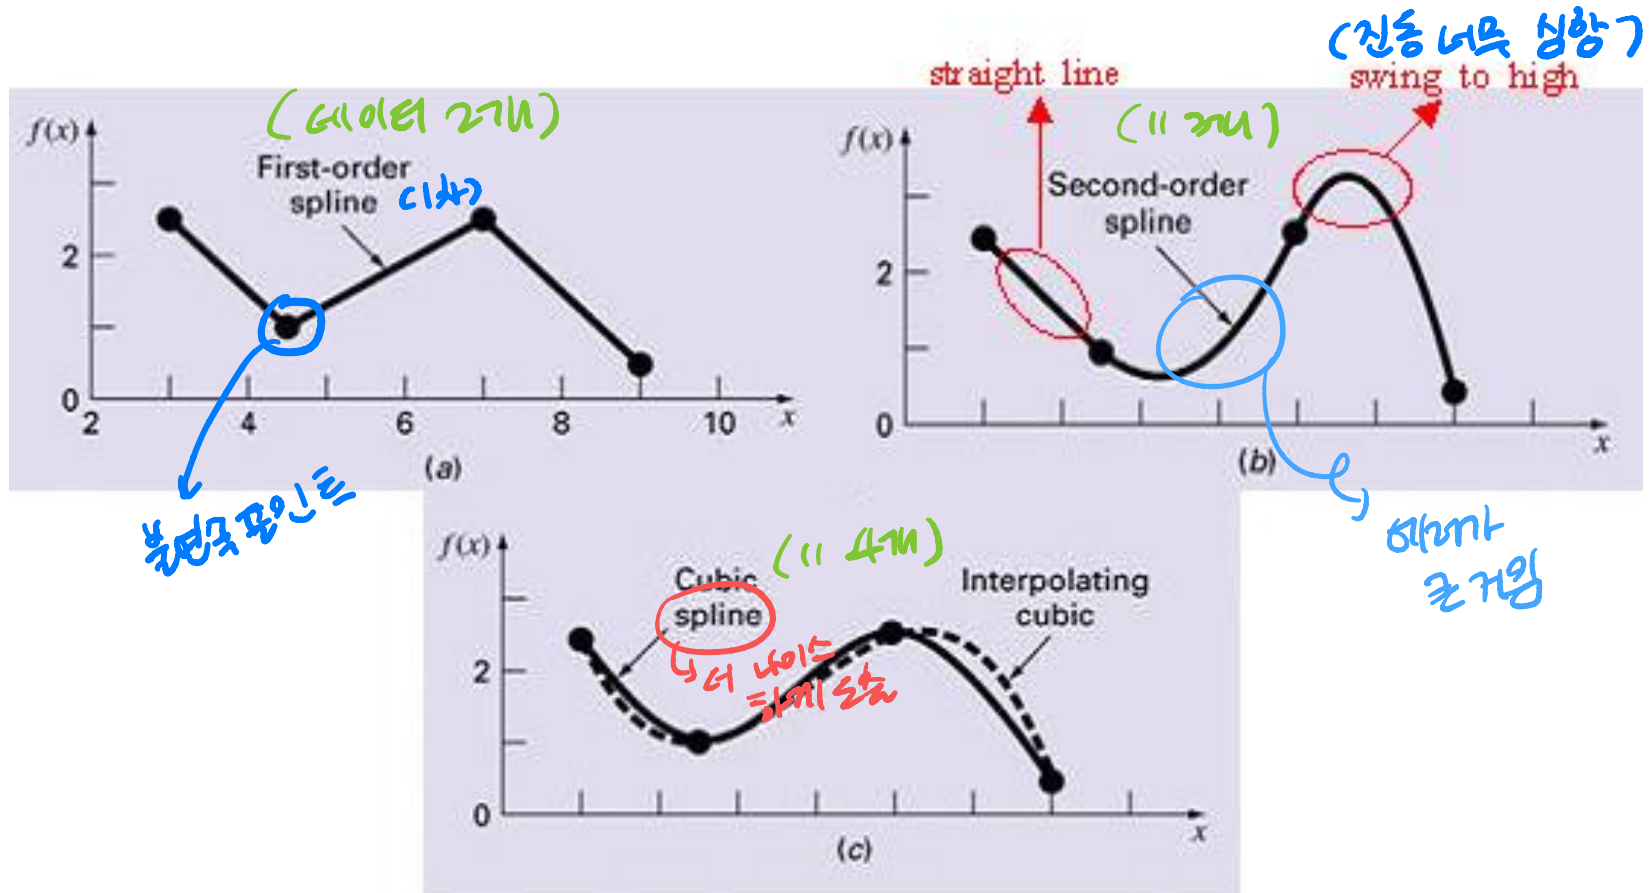 (진동 너무 심함)
straight line
swing to high
(데이터 2개)
f(x)
First-order
spline
(1차)
2
0
2
4
6
8
10
x
(a)
불연속포인트
(〃 3개)
f(x)
Second-order
spline
2
0
x
(b)
에러가
큰 거임
(〃 4개)
f(x)
Cubic
spline
Interpolating
cubic
↳ 더 나이스
하게 도출
2
0
x
(c)